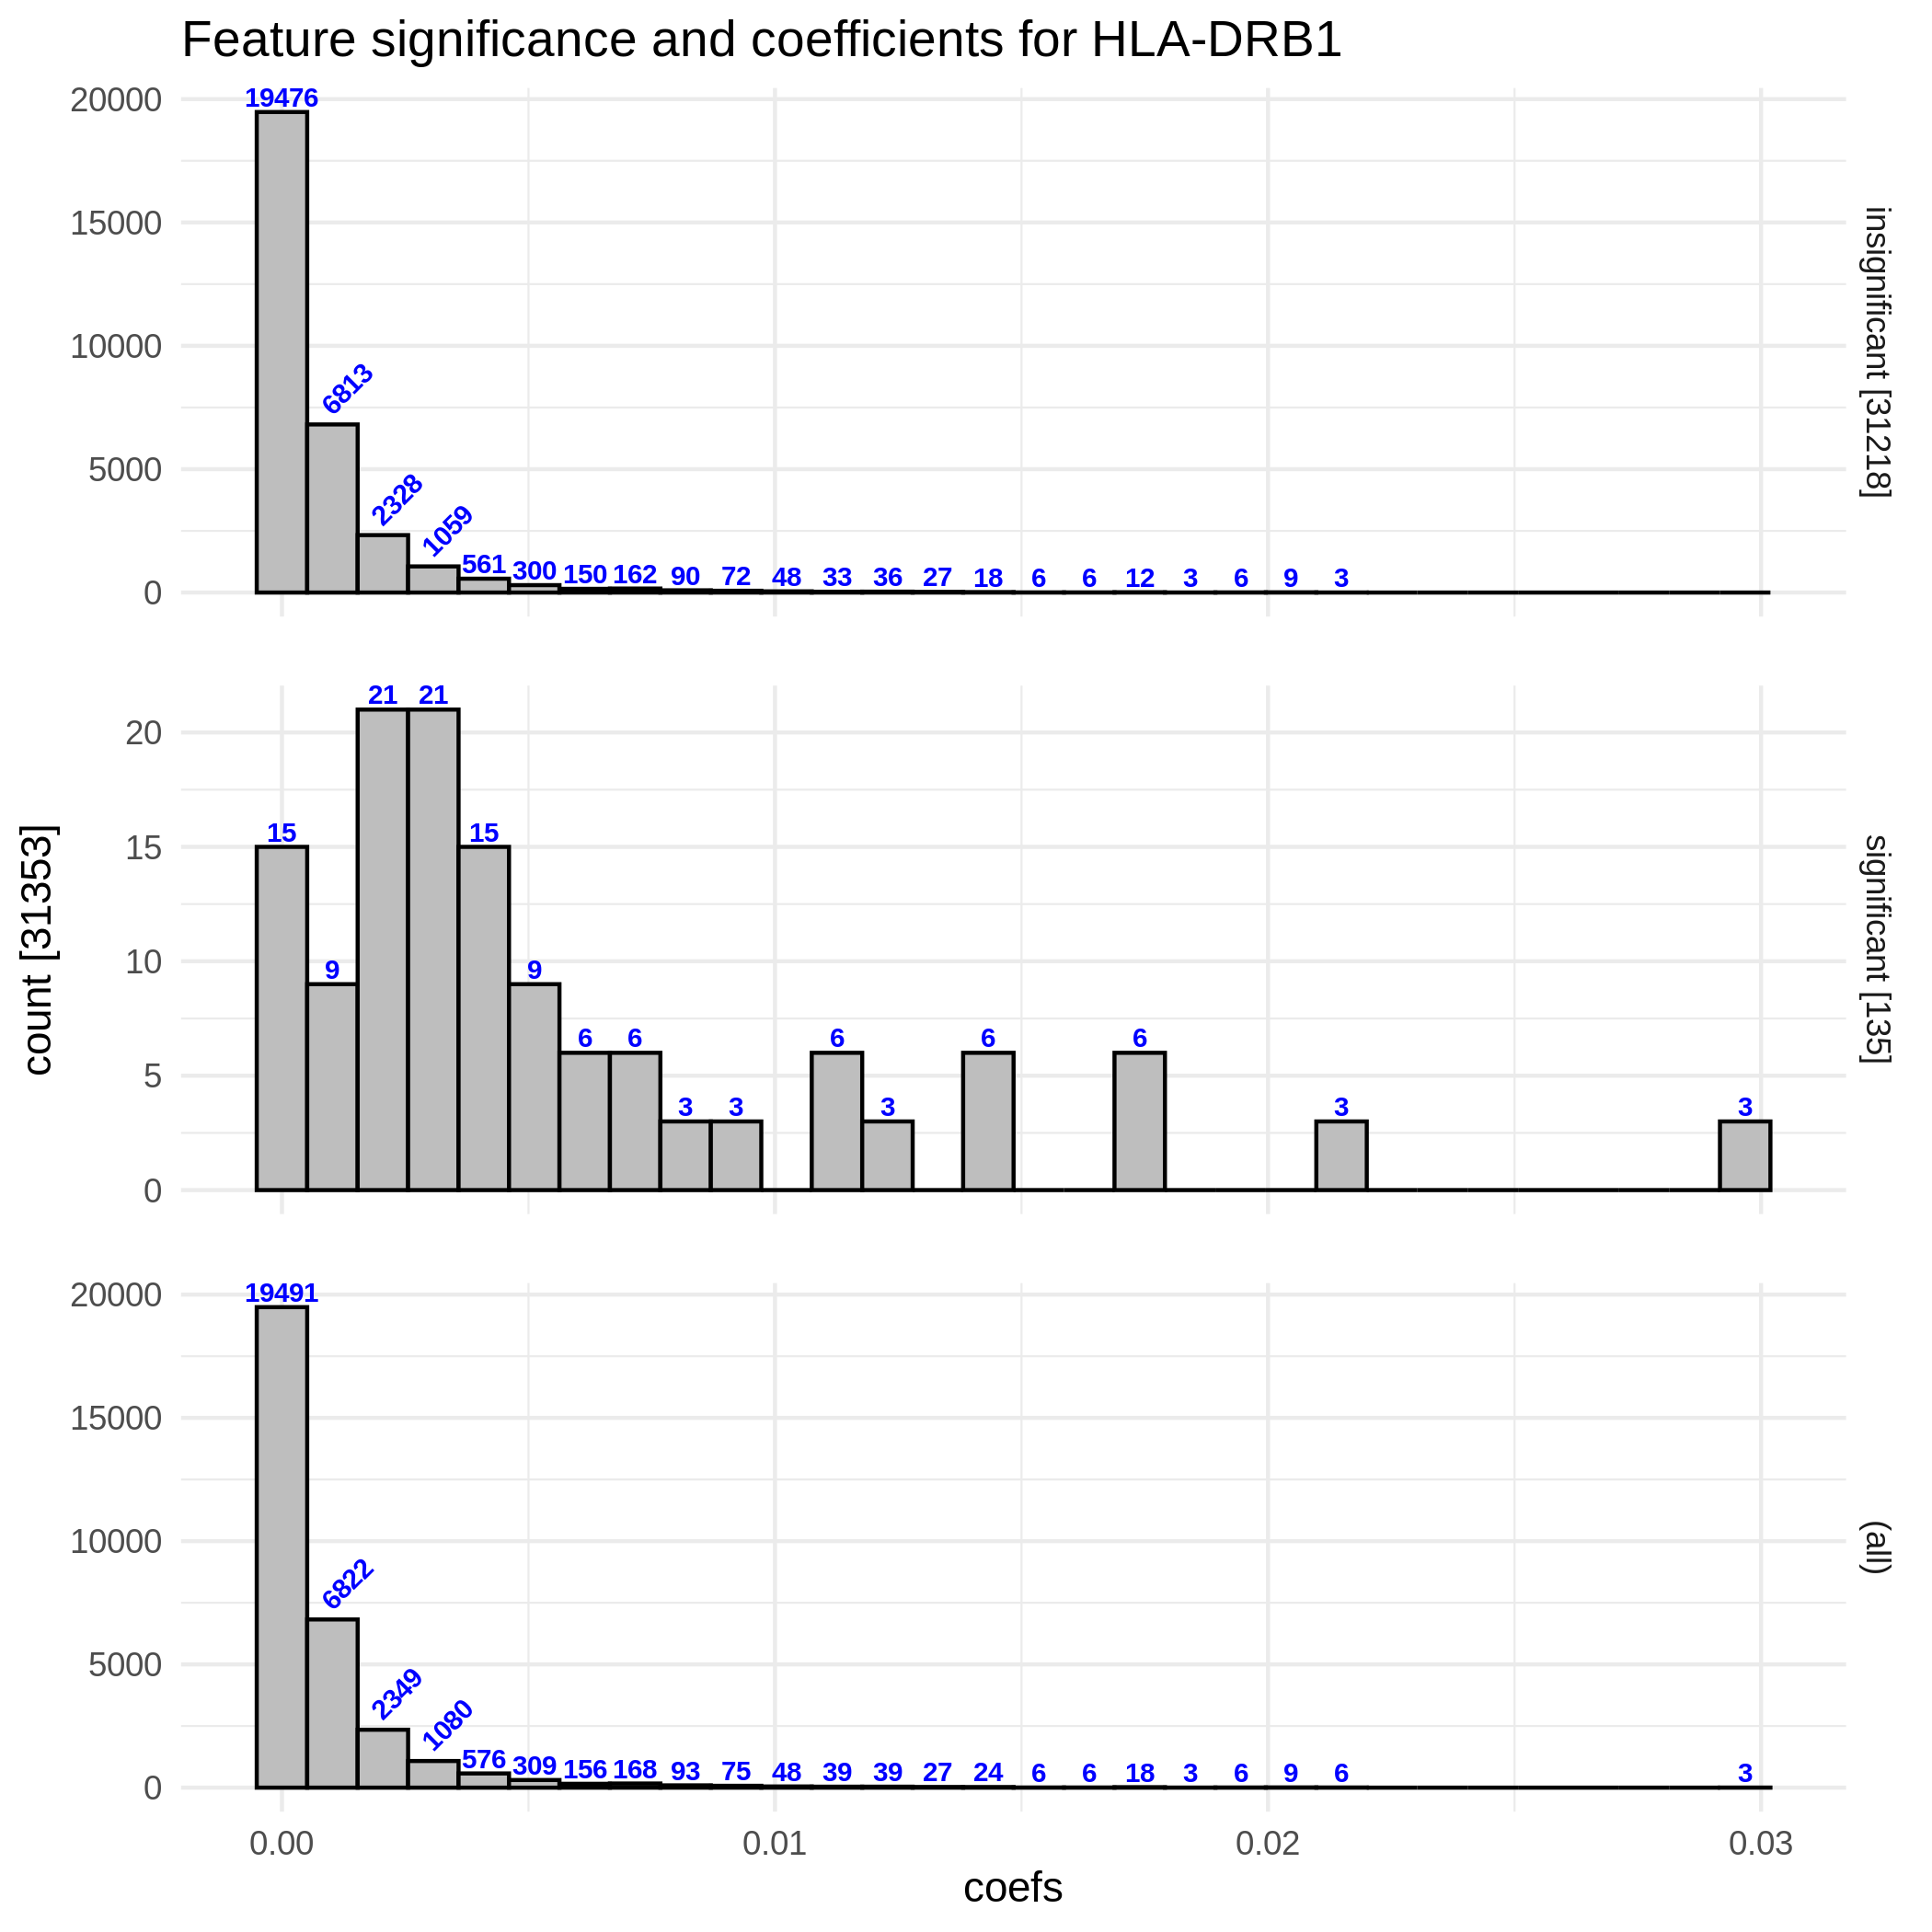 Feature significance and coefficients for HLA-DRB1
20000
15000
10000
5000
0
19476
6813
2328
1059
561 300 150 162 90 72 48 33 36 27 18 6 6 12 3 6 9 3
insignificant [31218]
count [31353]
20
15
10
5
0
15 9 21 21 15 9 6 6 3 3 6 3 6 6 3 3
significant [135]
20000
15000
10000
5000
0
19491
6822
2349
1080
576 309 156 168 93 75 48 39 39 27 24 6 6 18 3 6 9 6 3
(all)
0.00 0.01 0.02 0.03
coefs